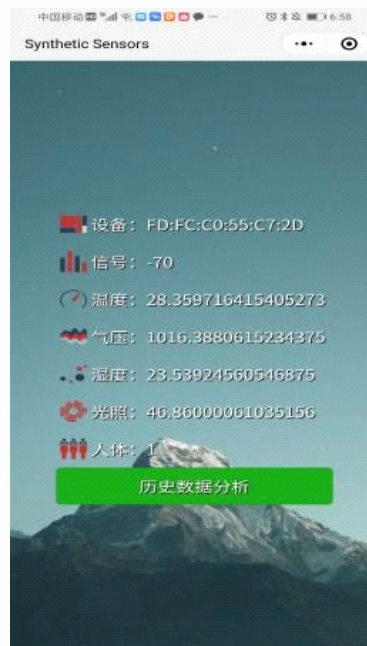 中国移动 6:58
Synthetic Sensors
设备：FD:FC:C0:55:C7:2D
信号：-70
温度：28.359716415405273
气压：1016.3880615234375
湿度：23.53924560546875
光照：46.86000061035156
人体：1
历史数据分析